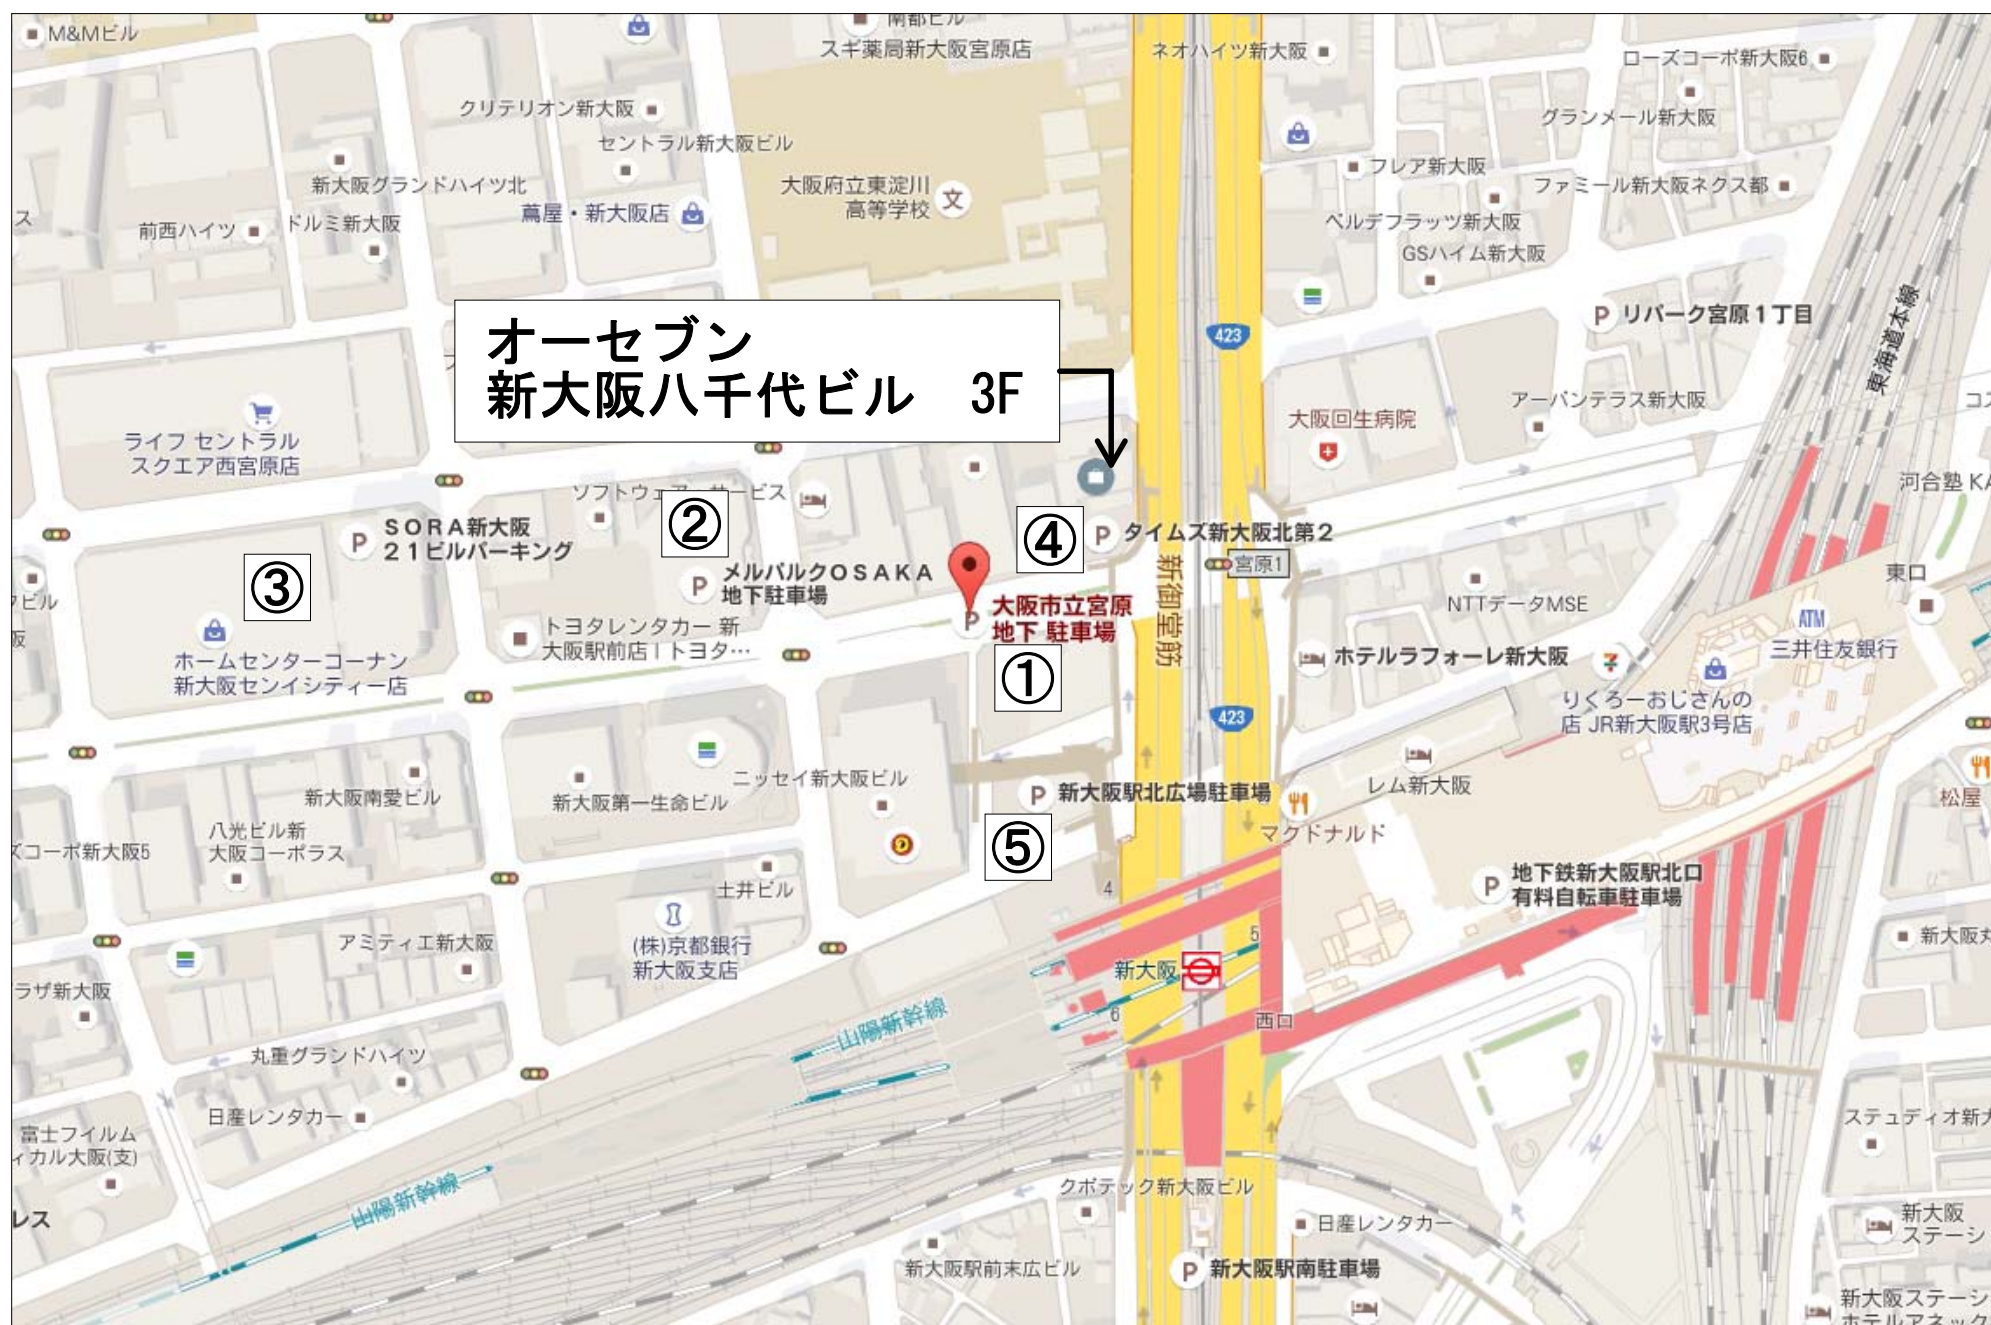 M&Mビル
スギ薬局新大阪宮原店
ネオハイツ新大阪
ローズコーポ新大阪6
クリテリオン新大阪
グランメール新大阪
セントラル新大阪ビル
新大阪グランドハイツ北
大阪府立東淀川
高等学校
文
フレア新大阪
ファミール新大阪ネクス都
蔦屋・新大阪店
前西ハイツ
ドルミ新大阪
ベルデフラッツ新大阪
GSハイム新大阪
オーセブン
新大阪八千代ビル 3F
423
P リパーク宮原1丁目
東海道本線
ライフ セントラル
スクエア西宮原店
大阪回生病院
アーバンテラス新大阪
河合塾 KA
ソフトウェアーサービス
②
P SORA新大阪
21ビルパーキング
④
P タイムズ新大阪北第2
宮原1
新御堂筋
③
P メルパルクOSAKA
地下駐車場
P 大阪市立宮原
地下 駐車場
①
NTTデータMSE
東口
ATM
三井住友銀行
ホームセンターコーナン
新大阪センイシティー店
トヨタレンタカー 新
大阪駅前店 | トヨタ…
ホテルラフォーレ新大阪
りくろーおじさんの
店 JR新大阪駅3号店
423
新大阪南愛ビル
新大阪第一生命ビル
ニッセイ新大阪ビル
P 新大阪駅北広場駐車場
レム新大阪
マクドナルド
松屋
八光ビル新
大阪コーポラス
ズコーポ新大阪5
⑤
土井ビル
4
P 地下鉄新大阪駅北口
有料自転車駐車場
アミティエ新大阪
(株)京都銀行
新大阪支店
5
新大阪
6
西口
新大阪丸
ラザ新大阪
山陽新幹線
丸重グランドハイツ
日産レンタカー
富士フイルム
ィカル大阪(支)
山陽新幹線
レス
クボテック新大阪ビル
日産レンタカー
ステュディオ新大
新大阪駅前末広ビル
P 新大阪駅南駐車場
新大阪
ステーシ
新大阪ステーシ